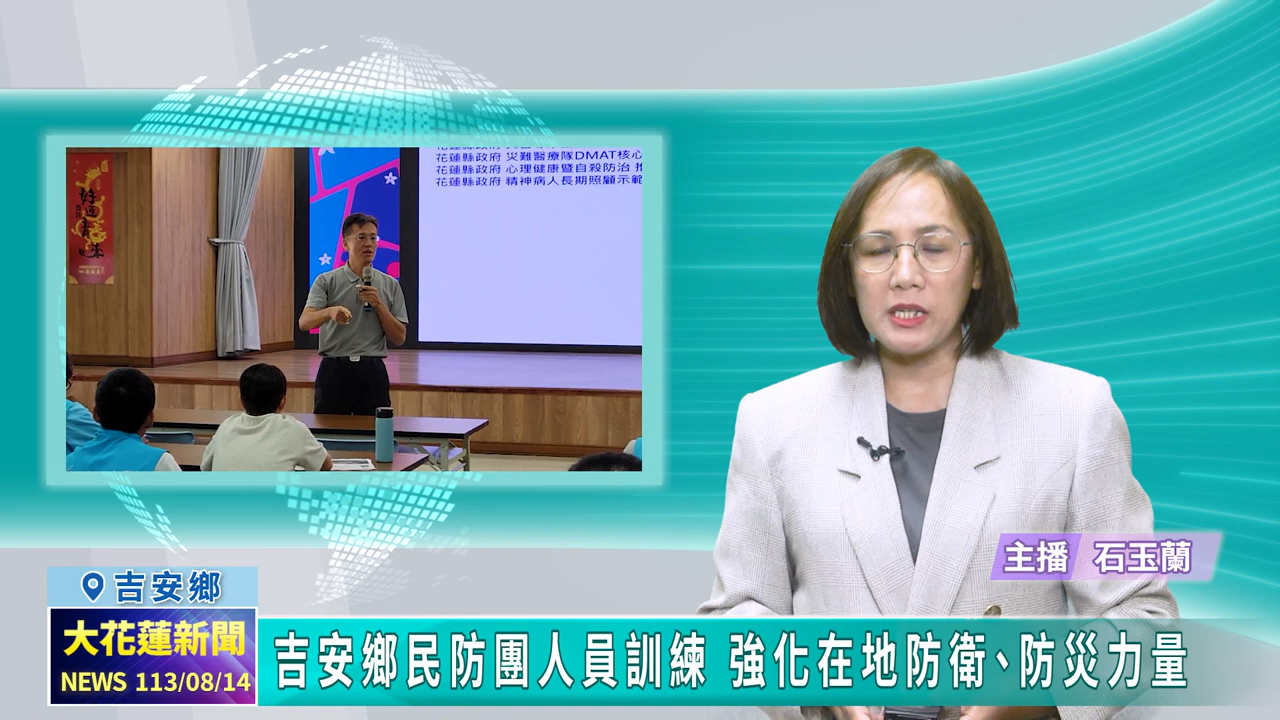 花蓮縣政府 災難醫療隊DMAT核心
花蓮縣政府 心理健康暨自殺防治
花蓮縣政府 精神病人長期照顧示範
主播 石玉蘭
吉安鄉
大花蓮新聞
NEWS 113/08/14
吉安鄉民防團人員訓練 強化在地防衛、防災力量